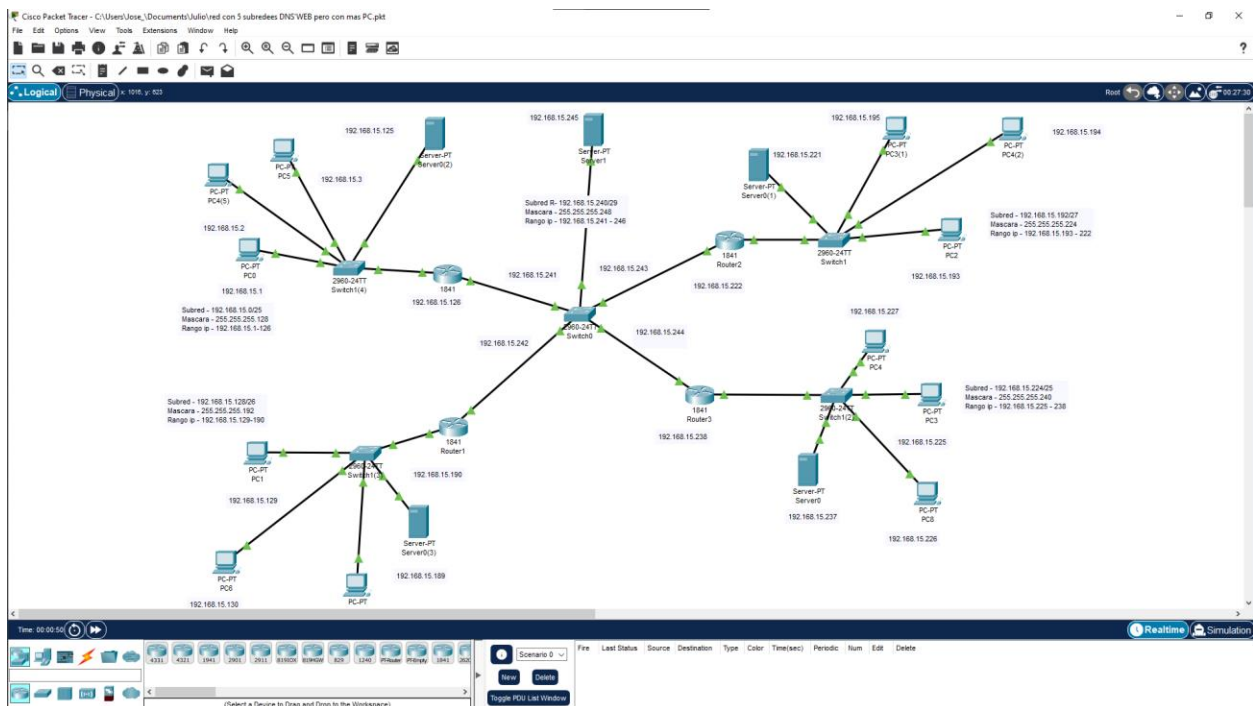 Cisco Packet Tracer - C:\Users\Jose_\Documents\Julio\red con 5 subredees DNS'WEB pero con mas PC.pkt
File Edit Options View Tools Extensions Window Help
Logical
Physical
x: 1016, y: 623
Root
00:27:30
192.168.15.125
Server-PT
Server0(2)
PC-PT
PC5
192.168.15.3
PC-PT
PC4(5)
192.168.15.2
PC-PT
PC0
192.168.15.1
2960-24TT
Switch1(4)
1841
192.168.15.126
Subred - 192.168.15.0/25
Mascara - 255.255.255.128
Rango ip - 192.168.15.1-126
192.168.15.245
Server-PT
Server1
Subred R- 192.168.15.240/29
Mascara - 255.255.255.248
Rango ip - 192.168.15.241 - 246
192.168.15.241
192.168.15.243
192.168.15.242
192.168.15.244
2960-24TT
Switch0
192.168.15.195
PC-PT
PC3(1)
PC-PT
PC4(2)
192.168.15.194
192.168.15.221
Server-PT
Server0(1)
Subred - 192.168.15.192/27
Mascara - 255.255.255.224
Rango ip - 192.168.15.193 - 222
1841
Router2
192.168.15.222
2960-24TT
Switch1
PC-PT
PC2
192.168.15.193
192.168.15.227
PC-PT
PC4
Subred - 192.168.15.224/25
Mascara - 255.255.255.240
Rango ip - 192.168.15.225 - 238
1841
Router3
192.168.15.238
2960-24TT
Switch1(2)
PC-PT
PC3
192.168.15.225
Server-PT
Server0
192.168.15.237
PC-PT
PC8
192.168.15.226
Subred - 192.168.15.128/26
Mascara - 255.255.255.192
Rango ip - 192.168.15.129-190
1841
Router1
192.168.15.190
2960-24TT
PC-PT
PC1
192.168.15.129
Server-PT
Server0(3)
192.168.15.189
PC-PT
PC6
192.168.15.130
PC-PT
Time: 00:00:50
Realtime
Simulation
4331 4321 1941 2901 2911 819IOX 819HGW 829 1240 PT-Router PT-Empty 1841
Scenario 0
New
Delete
Toggle PDU List Window
Fire Last Status Source Destination Type Color Time(sec) Periodic Num Edit Delete
(Select a Device to Drag and Drop to the Workspace)